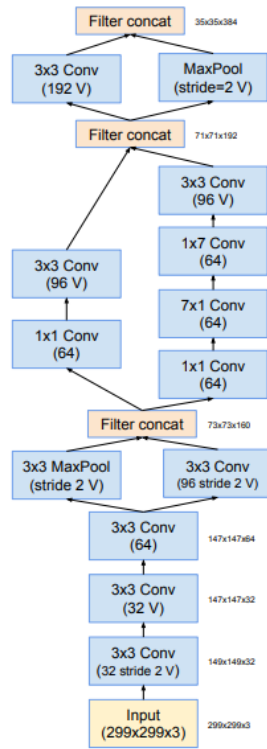 Filter concat
35x35x384
3x3 Conv
(192 V)
MaxPool
(stride=2 V)
Filter concat
71x71x192
3x3 Conv
(96 V)
1x7 Conv
(64)
3x3 Conv
(96 V)
7x1 Conv
(64)
1x1 Conv
(64)
1x1 Conv
(64)
Filter concat
73x73x160
3x3 MaxPool
(stride 2 V)
3x3 Conv
(96 stride 2 V)
3x3 Conv
(64)
147x147x64
3x3 Conv
(32 V)
147x147x32
3x3 Conv
(32 stride 2 V)
149x149x32
Input
(299x299x3)
299x299x3